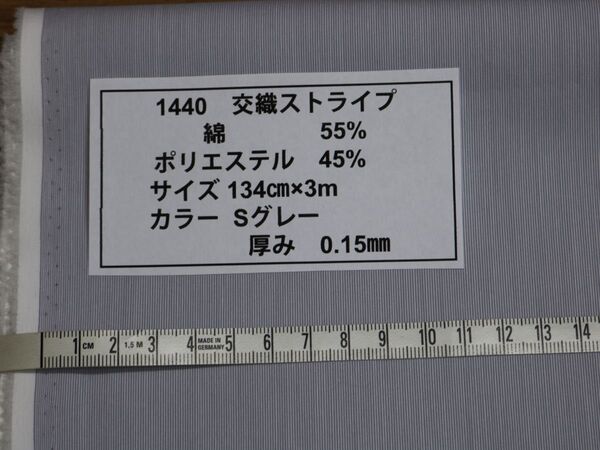 1440 交織ストライプ
綿 55%
ポリエステル 45%
サイズ 134㎝×3m
カラー Sグレー
厚み 0.15㎜
1 CM 2 1,5 M 3 4 MADE IN GERMANY 5 6 7 8 9 10 11 12 13 14